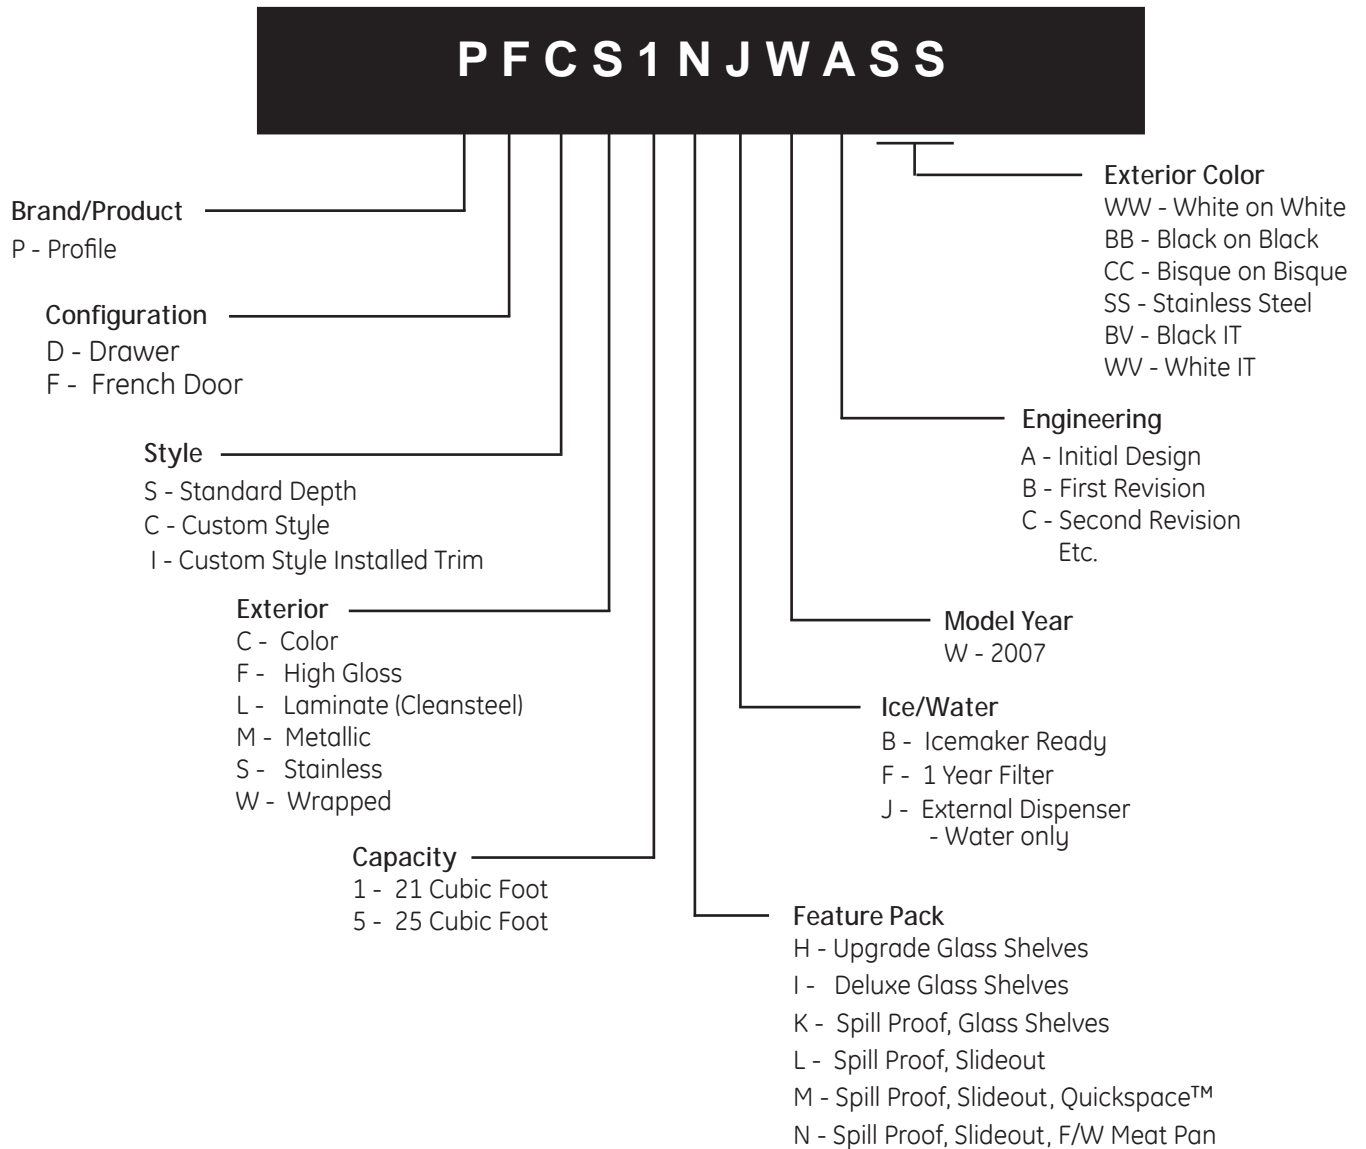 PFCS1NJWASS
Brand/Product
P - Profile
Configuration
D - Drawer
F - French Door
Style
S - Standard Depth
C - Custom Style
I - Custom Style Installed Trim
Exterior
C - Color
F - High Gloss
L - Laminate (Cleansteel)
M - Metallic
S - Stainless
W - Wrapped
Capacity
1 - 21 Cubic Foot
5 - 25 Cubic Foot
Exterior Color
WW - White on White
BB - Black on Black
CC - Bisque on Bisque
SS - Stainless Steel
BV - Black IT
WV - White IT
Engineering
A - Initial Design
B - First Revision
C - Second Revision
Etc.
Model Year
W - 2007
Ice/Water
B - Icemaker Ready
F - 1 Year Filter
J - External Dispenser
- Water only
Feature Pack
H - Upgrade Glass Shelves
I - Deluxe Glass Shelves
K - Spill Proof, Glass Shelves
L - Spill Proof, Slideout
M - Spill Proof, Slideout, Quickspace™
N - Spill Proof, Slideout, F/W Meat Pan